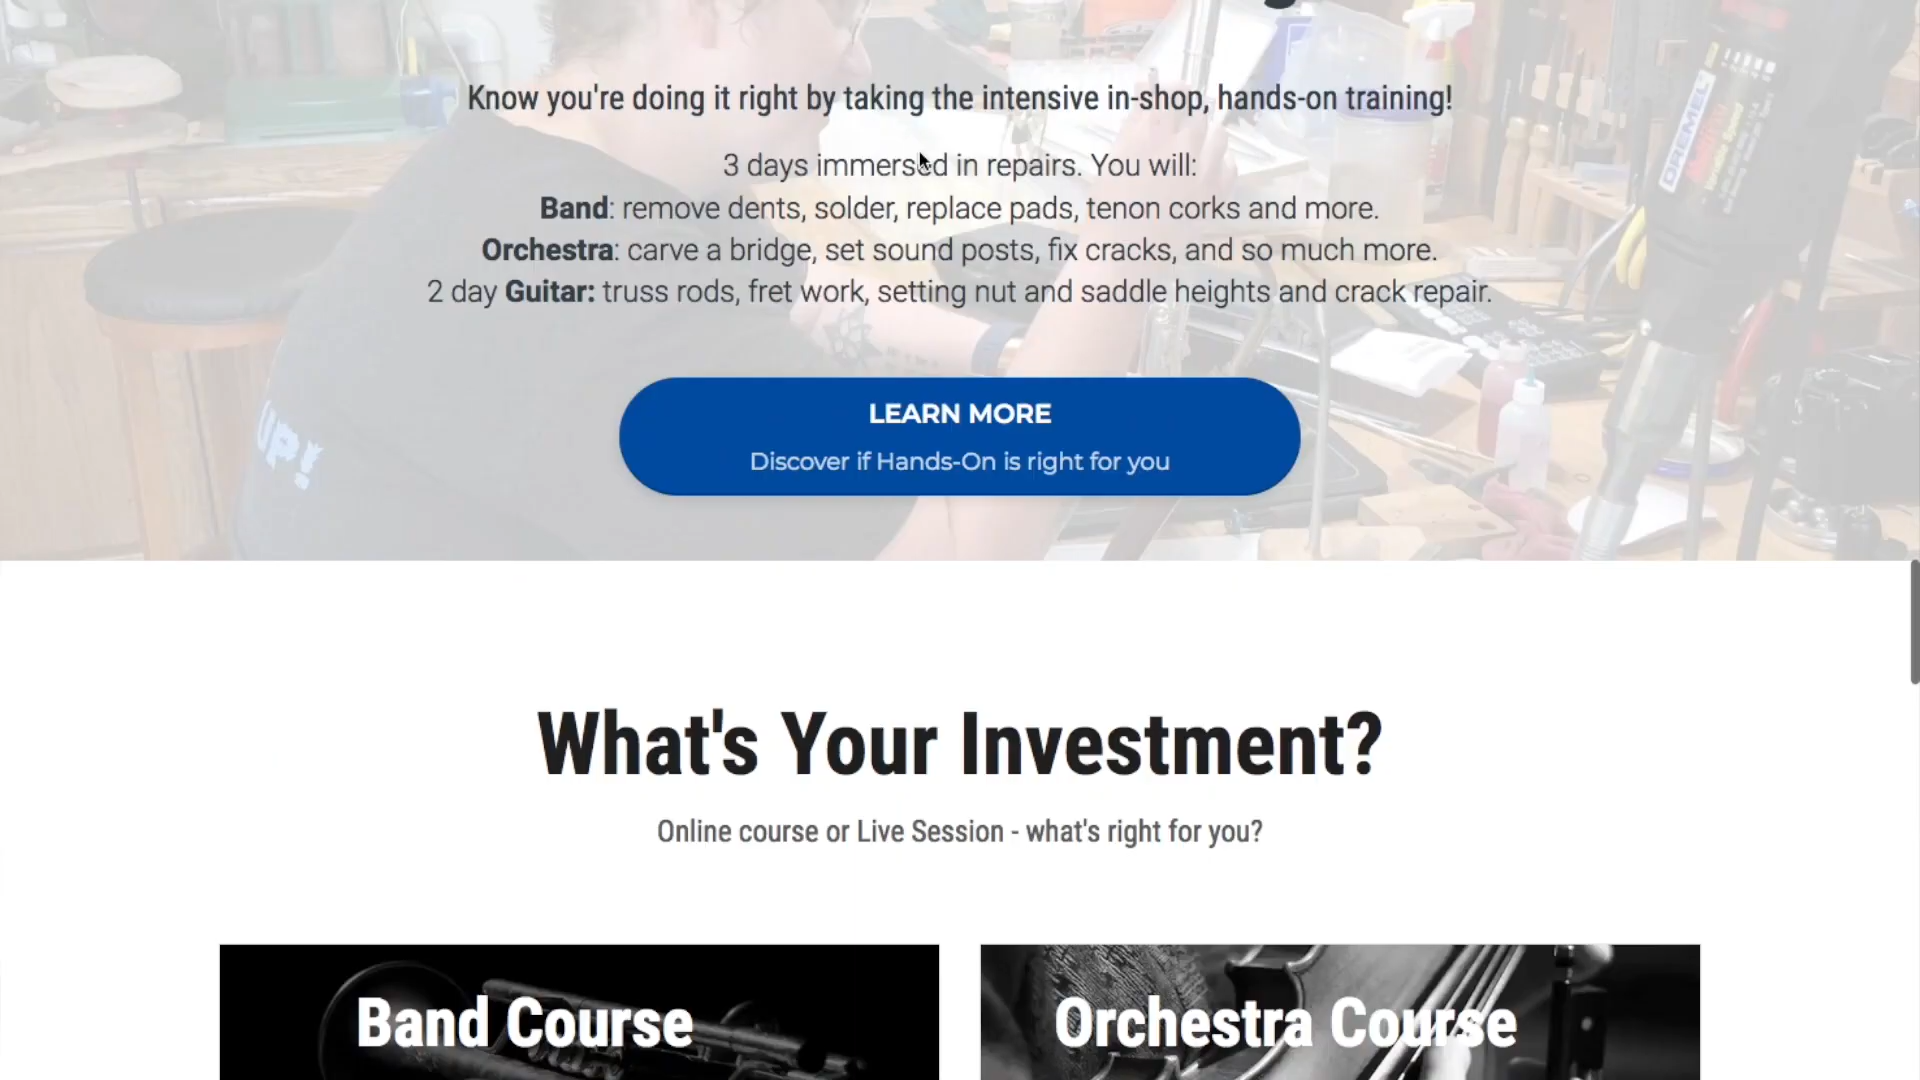 Know you're doing it right by taking the intensive in-shop, hands-on training!
3 days immersed in repairs. You will:
Band: remove dents, solder, replace pads, tenon corks and more.
Orchestra: carve a bridge, set sound posts, fix cracks, and so much more.
2 day Guitar: truss rods, fret work, setting nut and saddle heights and crack repair.
LEARN MORE
Discover if Hands-On is right for you
UP!
DREMEL
What's Your Investment?
Online course or Live Session - what's right for you?
Band Course
Orchestra Course